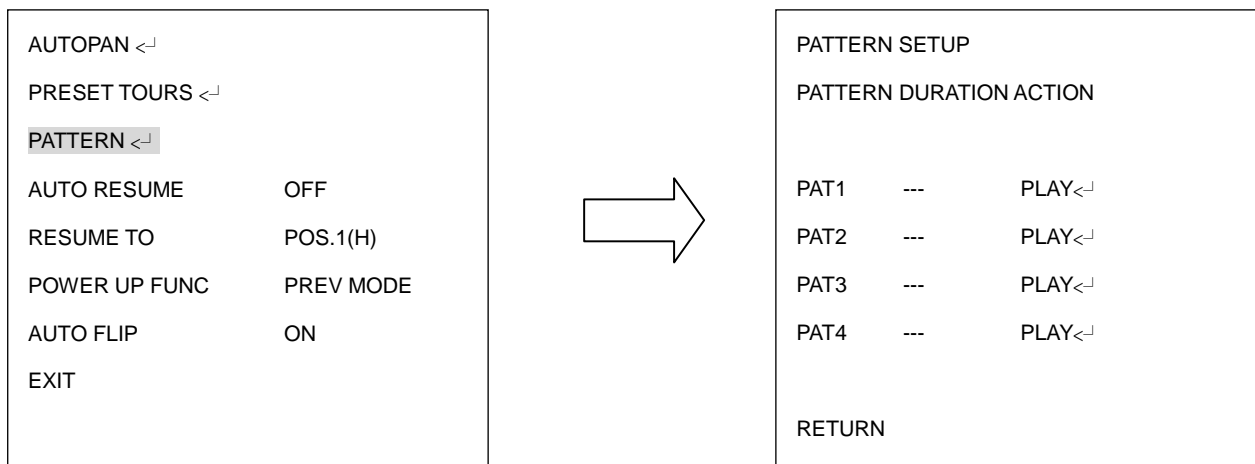 AUTOPAN <┘
PRESET TOURS <┘
PATTERN <┘
AUTO RESUME OFF
RESUME TO POS.1(H)
POWER UP FUNC PREV MODE
AUTO FLIP ON
EXIT
PATTERN SETUP
PATTERN DURATION ACTION
PAT1 --- PLAY<┘
PAT2 --- PLAY<┘
PAT3 --- PLAY<┘
PAT4 --- PLAY<┘
RETURN